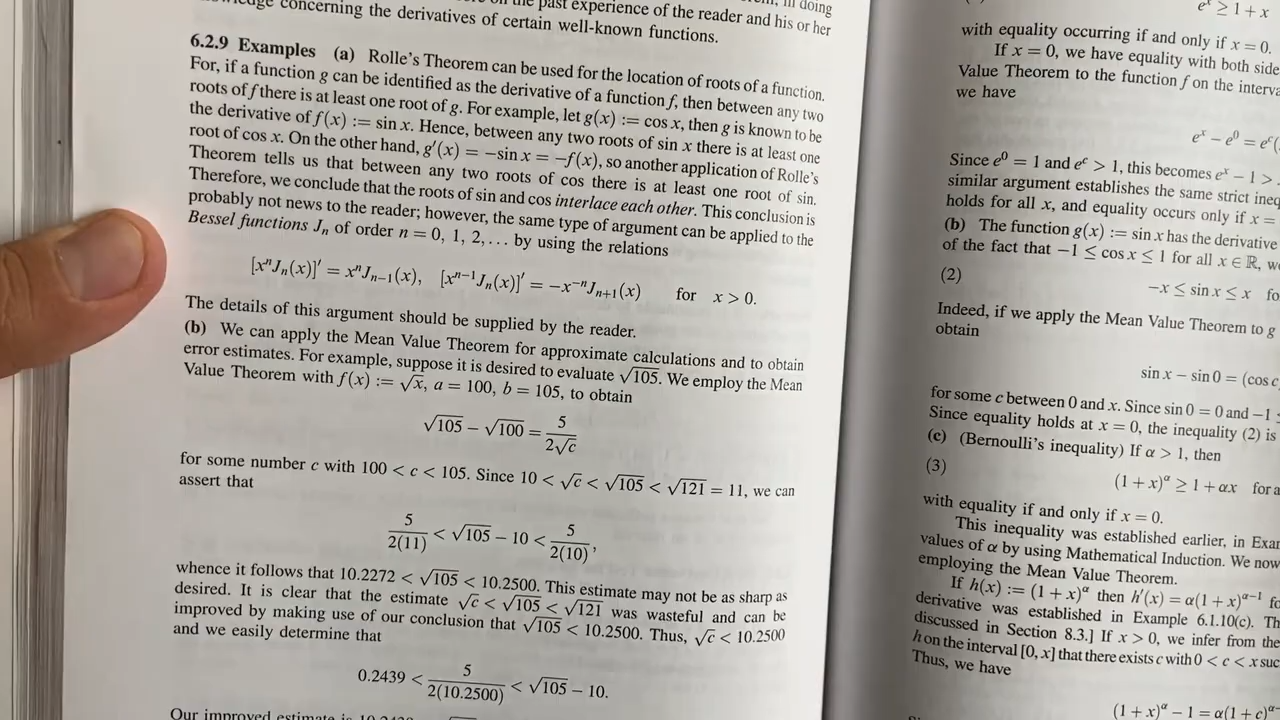 the past experience of the reader and his or her
concerning the derivatives of certain well-known functions.
6.2.9 Examples (a) Rolle's Theorem can be used for the location of roots of a function.
For, if a function g can be identified as the derivative of a function f, then between any two
roots of f there is at least one root of g. For example, let g(x) := cos x, then g is known to be
the derivative of f(x) := sin x. Hence, between any two roots of sin x there is at least one
root of cos x. On the other hand, g′(x) = −sin x = −f(x), so another application of Rolle's
Theorem tells us that between any two roots of cos there is at least one root of sin.
Therefore, we conclude that the roots of sin and cos interlace each other. This conclusion is
probably not news to the reader; however, the same type of argument can be applied to the
Bessel functions Jₙ of order n = 0, 1, 2, . . . by using the relations
[xⁿJₙ(x)]′ = xⁿJₙ₋₁(x), [xⁿ⁻¹Jₙ(x)]′ = −x⁻ⁿJₙ₊₁(x) for x > 0.
The details of this argument should be supplied by the reader.
(b) We can apply the Mean Value Theorem for approximate calculations and to obtain
error estimates. For example, suppose it is desired to evaluate √105. We employ the Mean
Value Theorem with f(x) := √x, a = 100, b = 105, to obtain
√105 − √100 = 5/(2√c)
for some number c with 100 < c < 105. Since 10 < √c < √105 < √121 = 11, we can
assert that
5/2(11) < √105 − 10 < 5/2(10),
whence it follows that 10.2272 < √105 < 10.2500. This estimate may not be as sharp as
desired. It is clear that the estimate √c < √105 < √121 was wasteful and can be
improved by making use of our conclusion that √105 < 10.2500. Thus, √c < 10.2500
and we easily determine that
0.2439 < 5/2(10.2500) < √105 − 10.
Our improved estimate is
eˣ ≥ 1 + x
with equality occurring if and only if x = 0.
If x = 0, we have equality with both
Value Theorem to the function f on the
we have
eˣ − e⁰ =
Since e⁰ = 1 and eᶜ > 1, this becomes eˣ − 1 >
similar argument establishes the same strict
holds for all x, and equality occurs only if x =
(b) The function g(x) := sin x has the derivative
of the fact that −1 ≤ cos x ≤ 1 for all x ∈ ℝ,
(2) −x ≤ sin x ≤ x
Indeed, if we apply the Mean Value Theorem to g
obtain
sin x − sin 0 = (cos c
for some c between 0 and x. Since sin 0 = 0 and −1
Since equality holds at x = 0, the inequality (2) is
(c) (Bernoulli's inequality) If α > 1, then
(3) (1 + x)^α ≥ 1 + αx for
with equality if and only if x = 0.
This inequality was established earlier, in
values of α by using Mathematical Induction. We now
employing the Mean Value Theorem.
If h(x) := (1 + x)^α then h′(x) = α(1 + x)^(α−1)
derivative was established in Example 6.1.10(c).
discussed in Section 8.3.] If x > 0, we infer from the
h on the interval [0, x] that there exists c with 0 < c < x
Thus, we have
(1 + x)^α − 1 = α(1 + c)